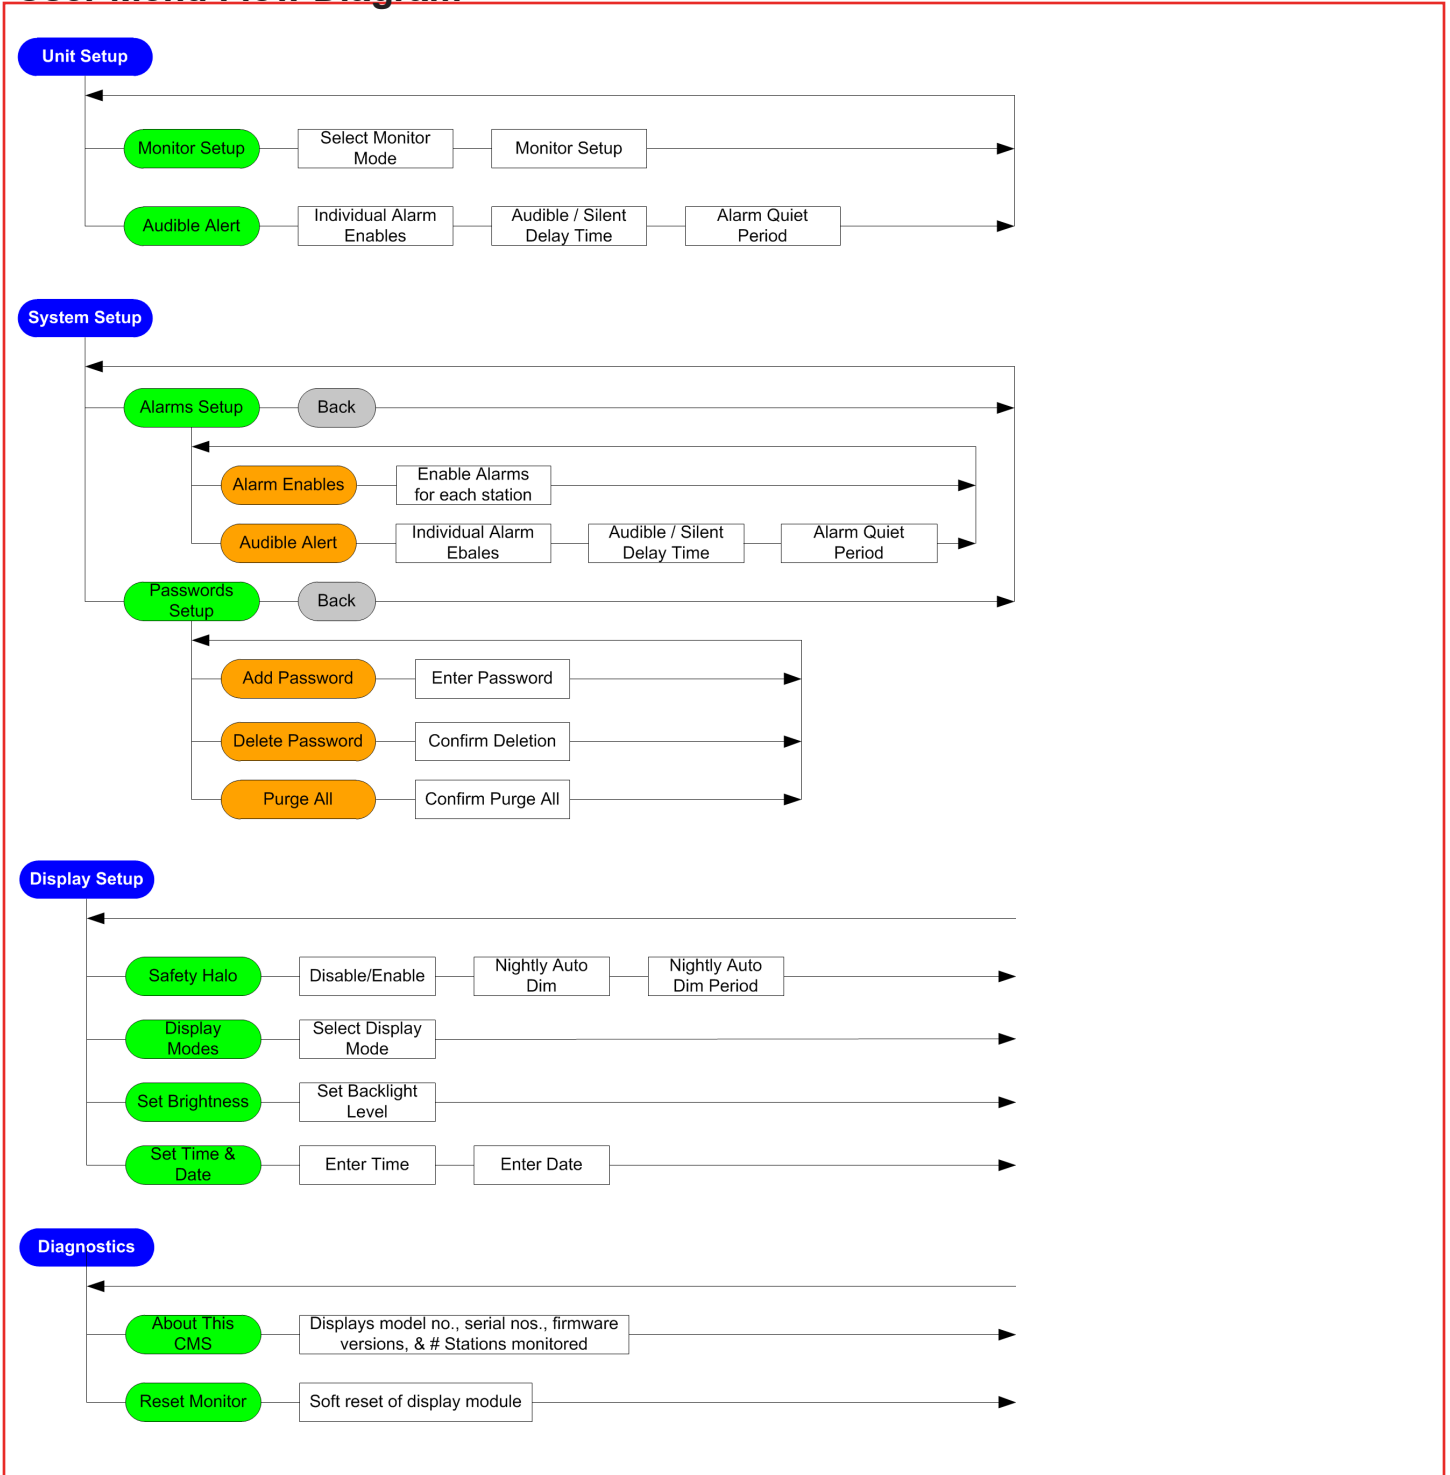 User Menu Flow Diagram
Unit Setup
Monitor Setup
Select Monitor
Mode
Monitor Setup
Audible Alert
Individual Alarm
Enables
Audible / Silent
Delay Time
Alarm Quiet
Period
System Setup
Alarms Setup
Back
Alarm Enables
Enable Alarms
for each station
Audible Alert
Individual Alarm
Ebales
Audible / Silent
Delay Time
Alarm Quiet
Period
Passwords
Setup
Back
Add Password
Enter Password
Delete Password
Confirm Deletion
Purge All
Confirm Purge All
Display Setup
Safety Halo
Disable/Enable
Nightly Auto
Dim
Nightly Auto
Dim Period
Display
Modes
Select Display
Mode
Set Brightness
Set Backlight
Level
Set Time &
Date
Enter Time
Enter Date
Diagnostics
About This
CMS
Displays model no., serial nos., firmware
versions, & # Stations monitored
Reset Monitor
Soft reset of display module